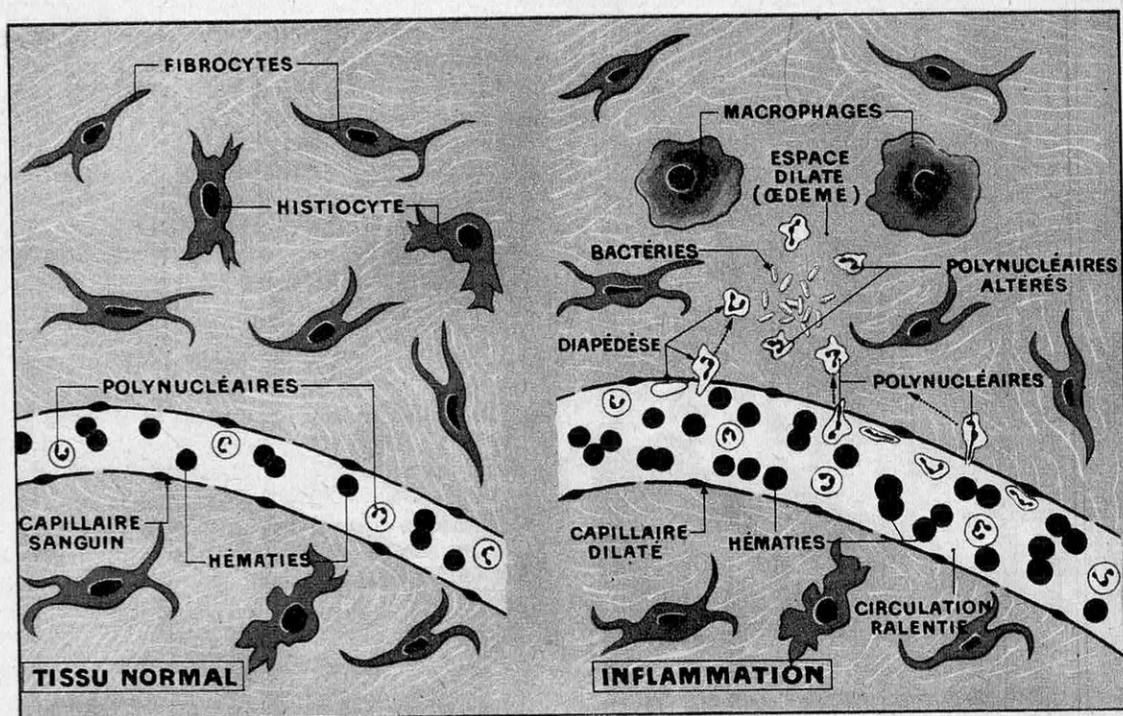 FIBROCYTES
HISTIOCYTE
POLYNUCLÉAIRES
CAPILLAIRE
SANGUIN
HÉMATIES
TISSU NORMAL
MACROPHAGES
ESPACE
DILATÉ
(ŒDEME)
BACTÉRIES
POLYNUCLÉAIRES
ALTÉRÉS
DIAPÉDÈSE
POLYNUCLÉAIRES
CAPILLAIRE
DILATÉ
HÉMATIES
CIRCULATION
RALENTIE
INFLAMMATION